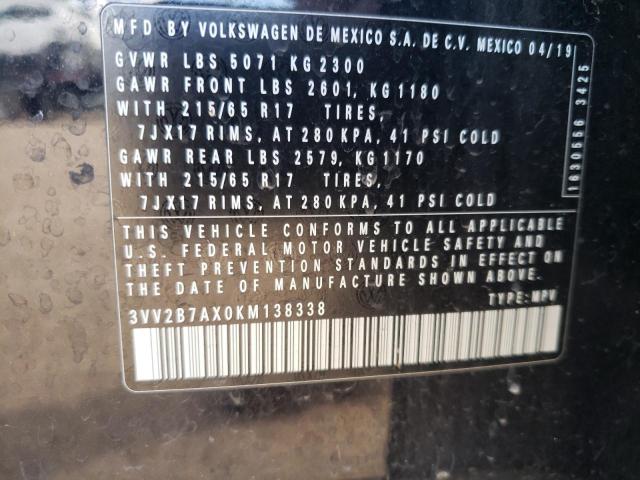 MFD BY VOLKSWAGEN DE MEXICO S.A. DE C.V. MEXICO 04/19
GVWR LBS 5071 KG 2300
GAWR FRONT LBS 2601, KG 1180
WITH 215/65 R17 TIRES,
7JX17 RIMS, AT 280 KPA, 41 PSI COLD
GAWR REAR LBS 2579, KG 1170
WITH 215/65 R17 TIRES,
7JX17 RIMS, AT 280 KPA, 41 PSI COLD
THIS VEHICLE CONFORMS TO ALL APPLICABLE
U.S. FEDERAL MOTOR VEHICLE SAFETY AND
THEFT PREVENTION STANDARDS IN EFFECT ON
THE DATE OF MANUFACTURE SHOWN ABOVE.
3VV2B7AX0KM138338 TYPE:MPV
1K30556 3425